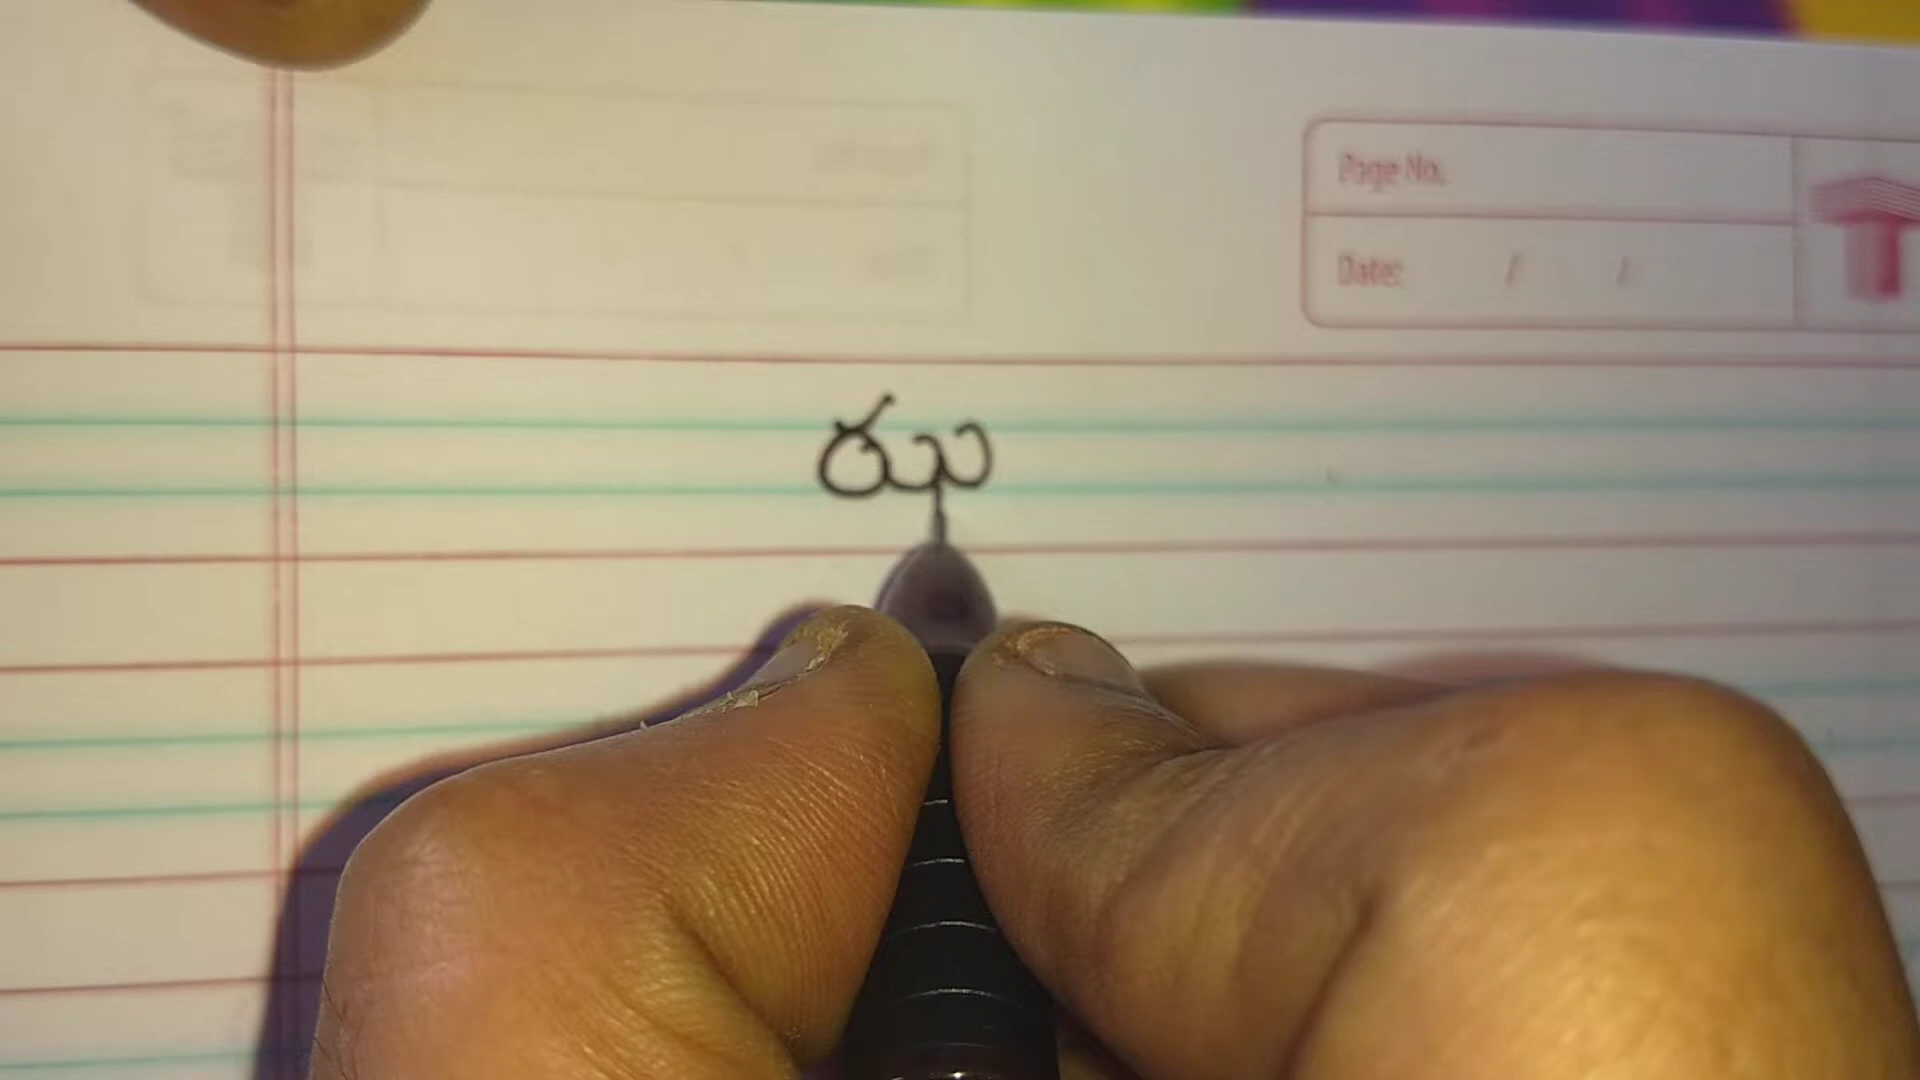 Page No.
Date: / /
ఝ